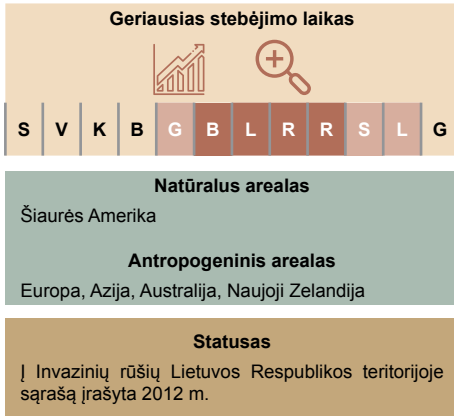 Geriausias stebėjimo laikas
S V K B G B L R R S L G
Natūralus arealas
Šiaurės Amerika
Antropogeninis arealas
Europa, Azija, Australija, Naujoji Zelandija
Statusas
Į Invazinių rūšių Lietuvos Respublikos teritorijoje
sąrašą įrašyta 2012 m.